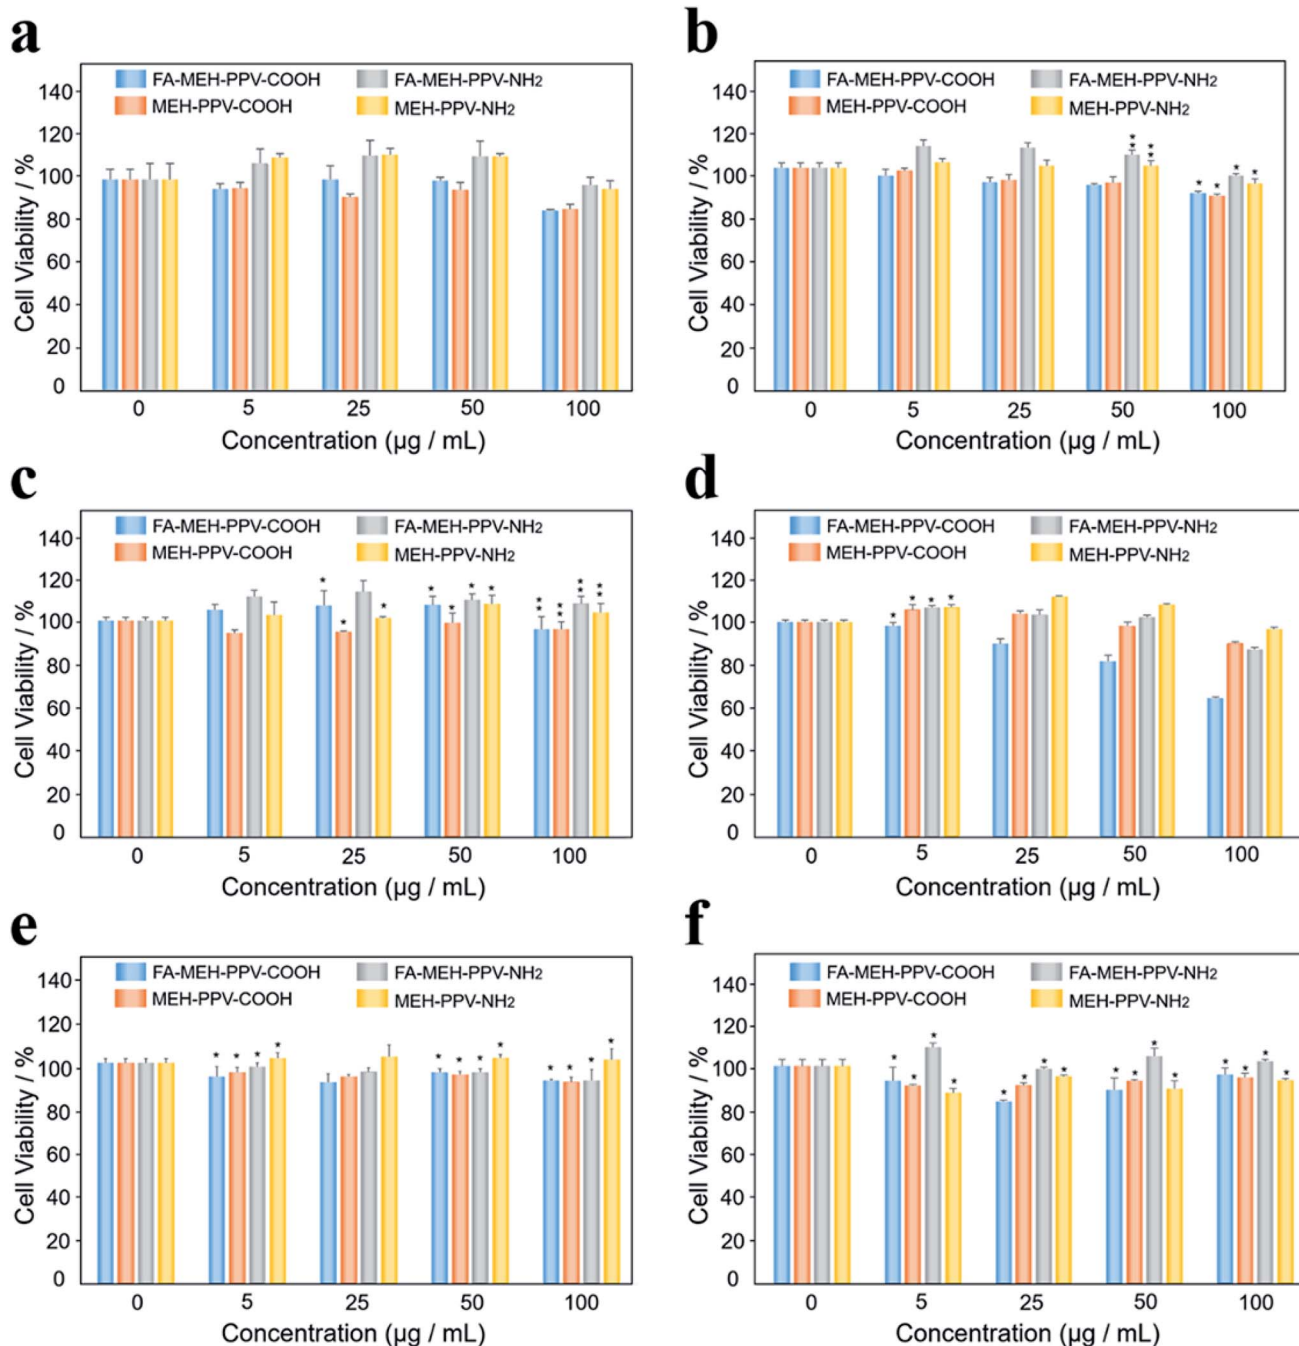 a
FA-MEH-PPV-COOH FA-MEH-PPV-NH2
MEH-PPV-COOH MEH-PPV-NH2
140
120
100
80
60
40
20
0
Cell Viability / %
0 5 25 50 100
Concentration (µg / mL)
b
FA-MEH-PPV-COOH FA-MEH-PPV-NH2
MEH-PPV-COOH MEH-PPV-NH2
140
120
100
80
60
40
20
0
Cell Viability / %
** **
* * * *
0 5 25 50 100
Concentration (µg / mL)
c
FA-MEH-PPV-COOH FA-MEH-PPV-NH2
MEH-PPV-COOH MEH-PPV-NH2
140
120
100
80
60
40
20
0
Cell Viability / %
* * *
* * * *
** ** ** **
0 5 25 50 100
Concentration (µg / mL)
d
FA-MEH-PPV-COOH FA-MEH-PPV-NH2
MEH-PPV-COOH MEH-PPV-NH2
140
120
100
80
60
40
20
0
Cell Viability / %
* * * *
0 5 25 50 100
Concentration (µg / mL)
e
FA-MEH-PPV-COOH FA-MEH-PPV-NH2
MEH-PPV-COOH MEH-PPV-NH2
140
120
100
80
60
40
20
0
Cell Viability / %
* * * *
* * * *
* * * *
0 5 25 50 100
Concentration (µg / mL)
f
FA-MEH-PPV-COOH FA-MEH-PPV-NH2
MEH-PPV-COOH MEH-PPV-NH2
140
120
100
80
60
40
20
0
Cell Viability / %
* * * *
* * * *
* * * *
* * * *
0 5 25 50 100
Concentration (µg / mL)